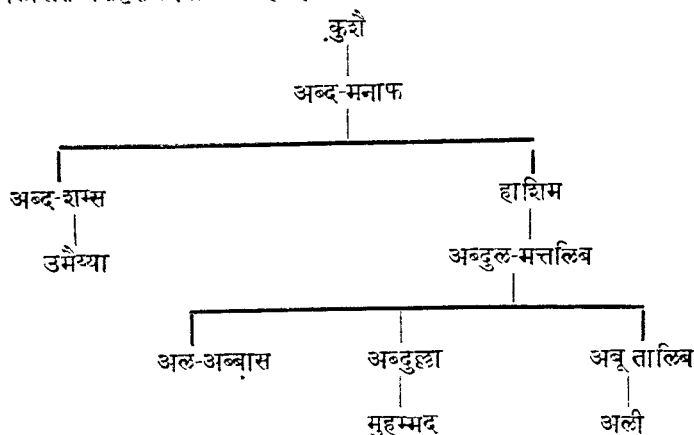 कुशै
अब्द-मनाफ
अब्द-शम्स हाशिम
उमैय्या अब्दुल-मत्तलिब
अल-अब्बास अब्दुल्ला अबू तालिब
मुहम्मद अली